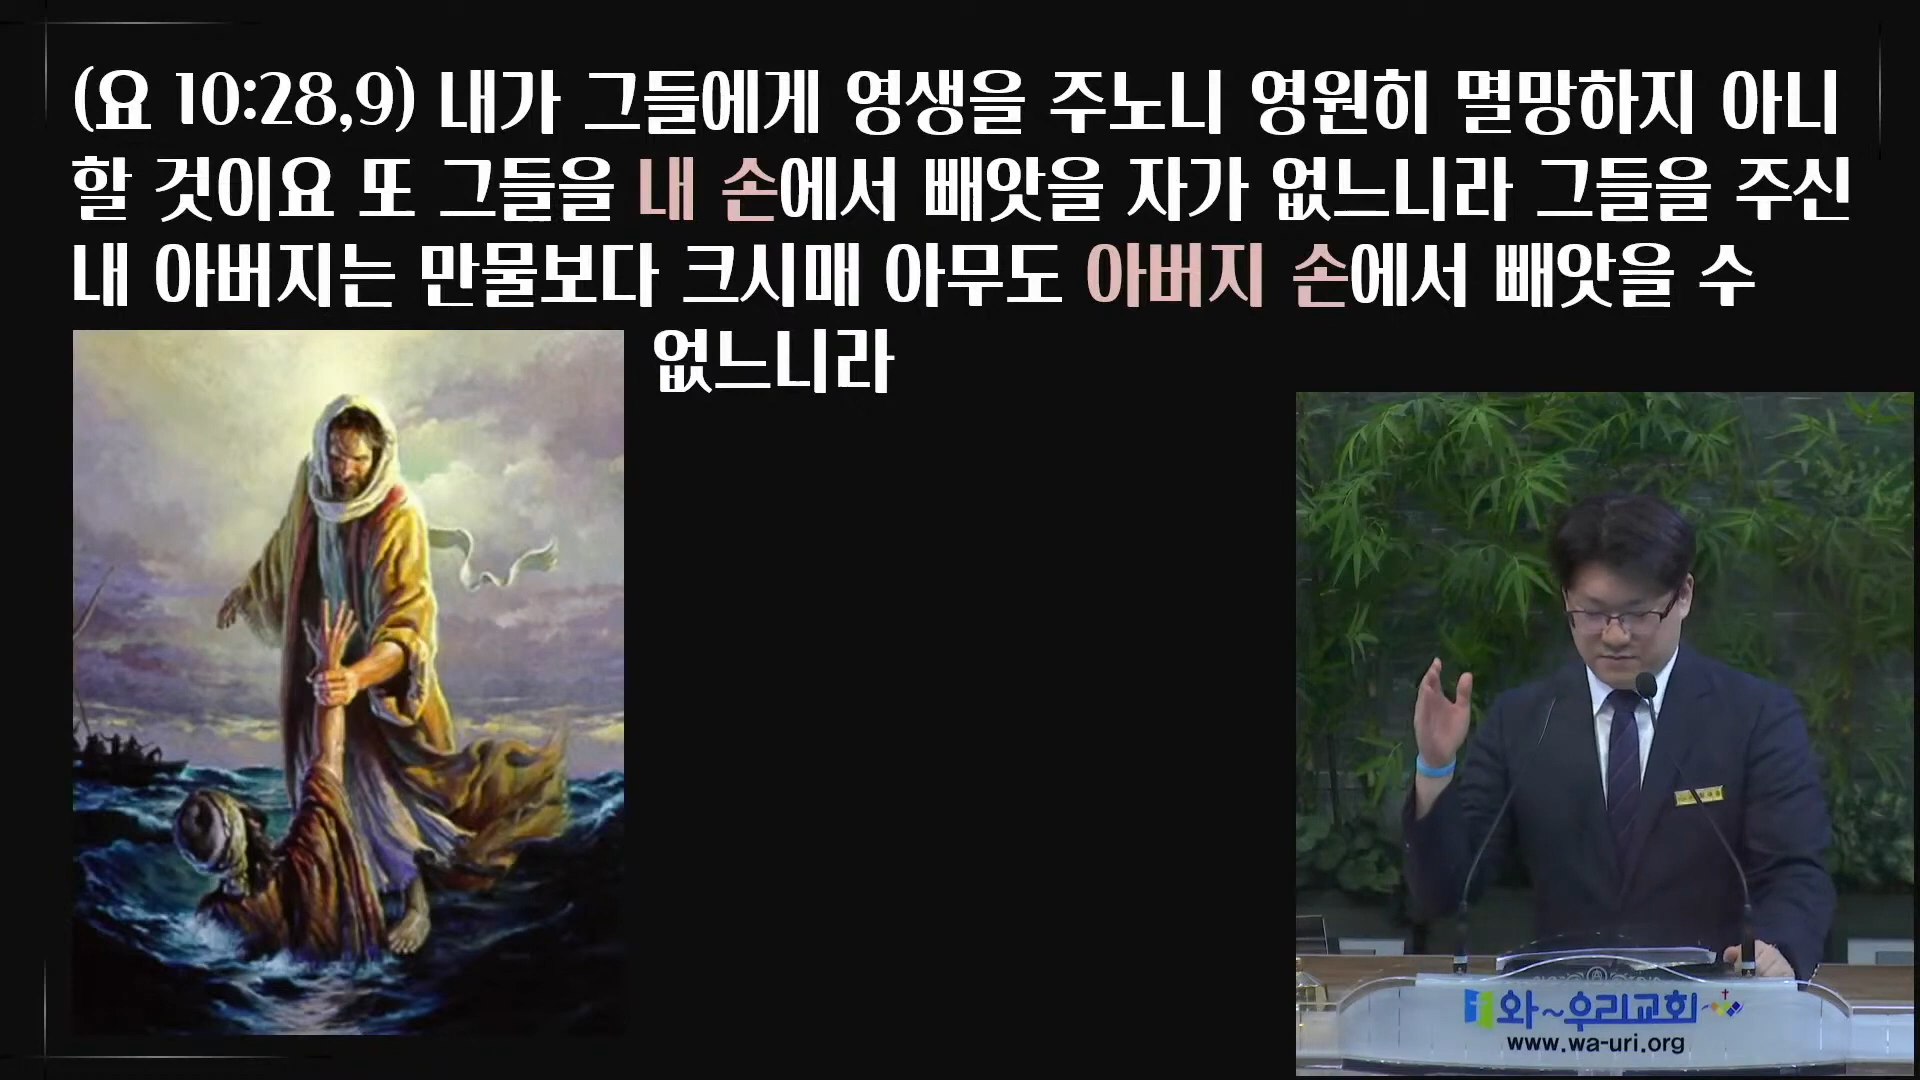 (요 10:28,9) 내가 그들에게 영생을 주노니 영원히 멸망하지 아니
할 것이요 또 그들을 내 손에서 빼앗을 자가 없느니라 그들을 주신
내 아버지는 만물보다 크시매 아무도 아버지 손에서 빼앗을 수
없느니라
와~우리교회
www.wa-uri.org